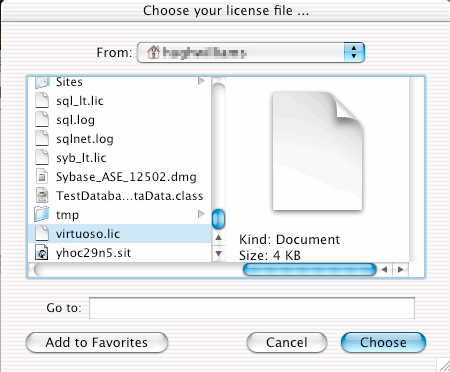 Choose your license file ...
From:
Sites
sql_lt.lic
sql.log
sqlnet.log
syb_lt.lic
Sybase_ASE_12502.dmg
TestDataba...taData.class
tmp
virtuoso.lic
yhoc29n5.sit
Kind: Document
Size: 4 KB
Go to:
Add to Favorites
Cancel
Choose